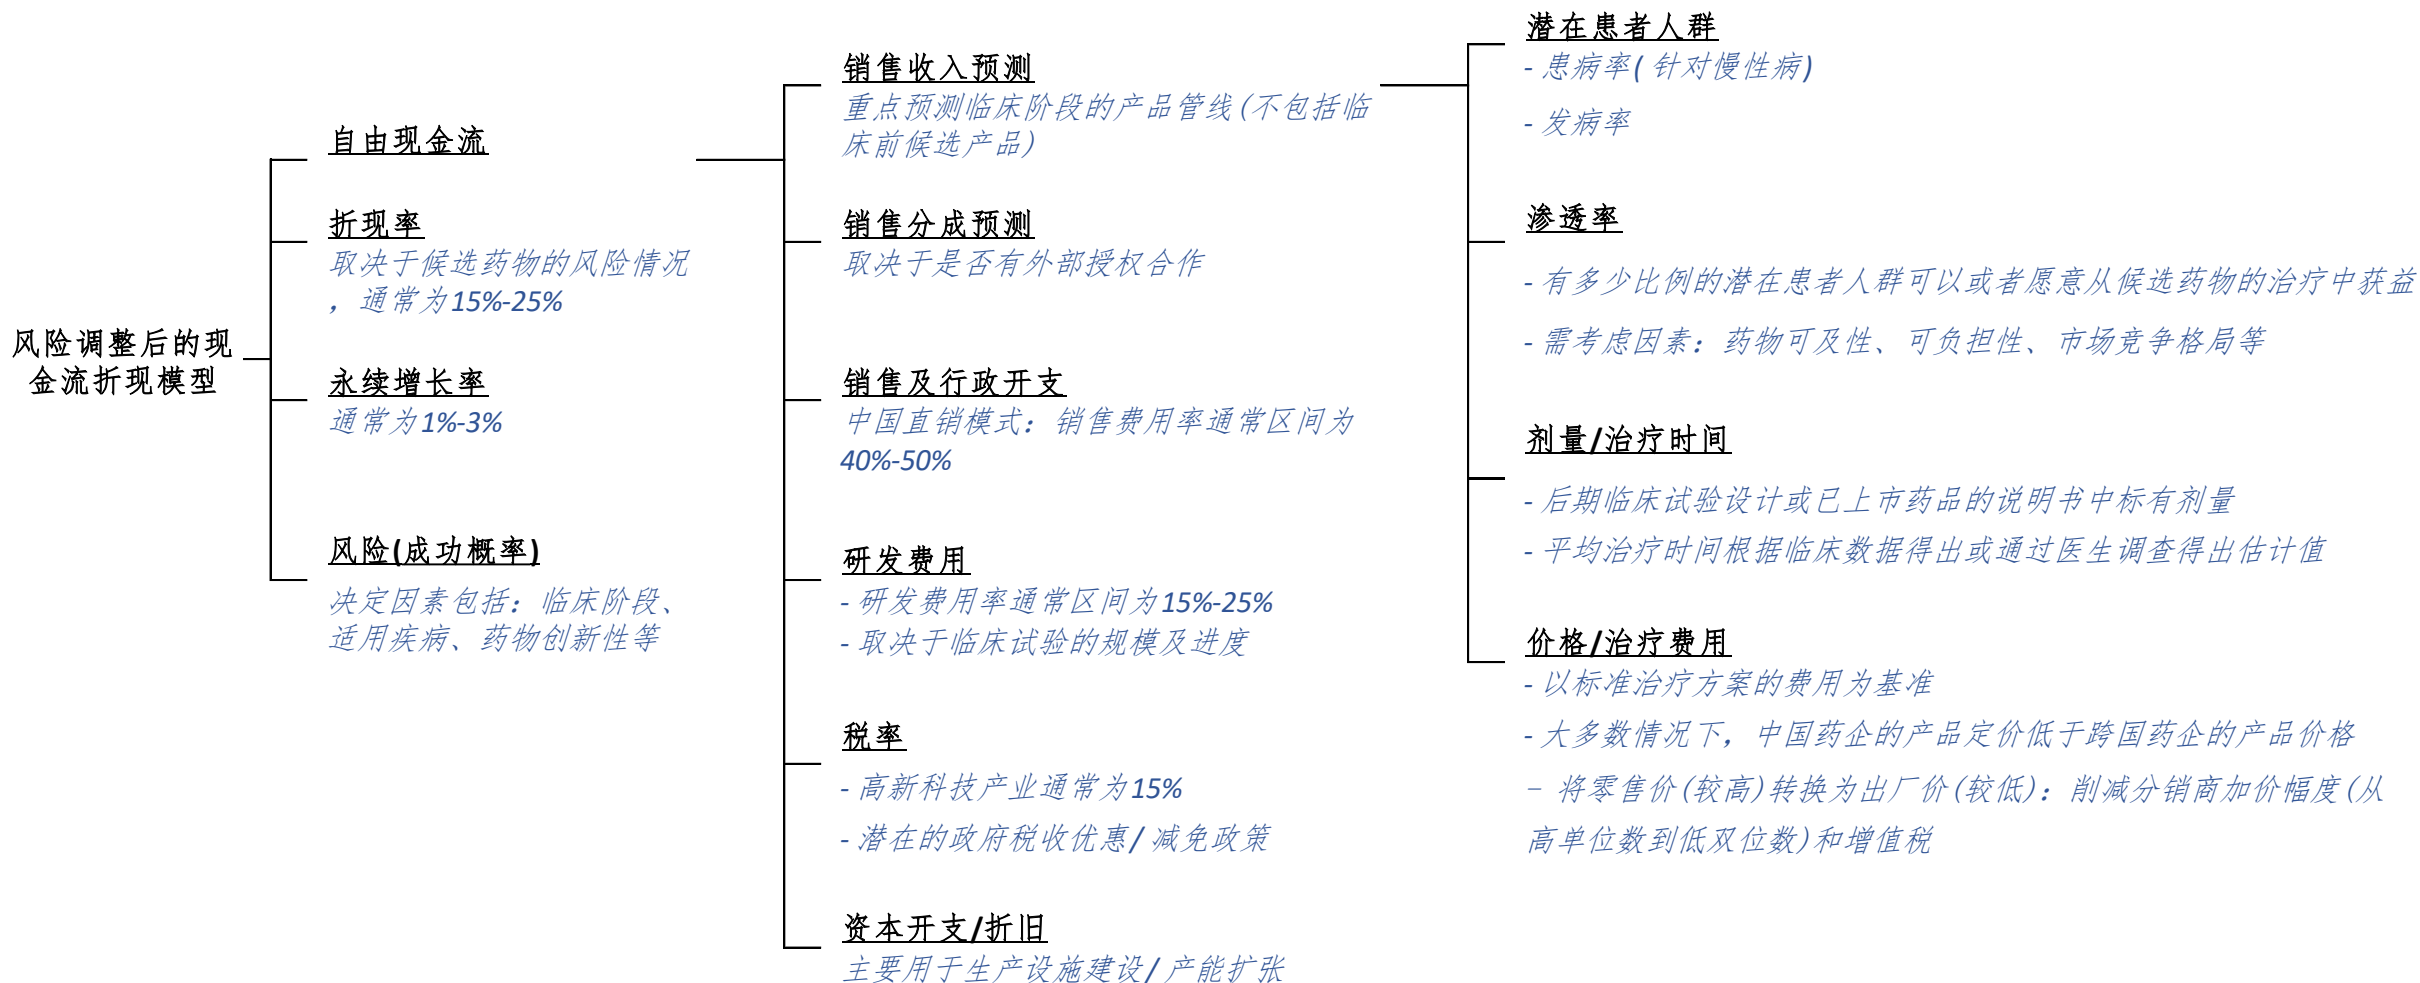 风险调整后的现
金流折现模型
自由现金流
折现率
取决于候选药物的风险情况
，通常为15%-25%
永续增长率
通常为1%-3%
风险(成功概率)
决定因素包括：临床阶段、
适用疾病、药物创新性等
销售收入预测
重点预测临床阶段的产品管线(不包括临
床前候选产品)
销售分成预测
取决于是否有外部授权合作
销售及行政开支
中国直销模式：销售费用率通常区间为
40%-50%
研发费用
- 研发费用率通常区间为15%-25%
- 取决于临床试验的规模及进度
税率
- 高新科技产业通常为15%
- 潜在的政府税收优惠/ 减免政策
资本开支/折旧
主要用于生产设施建设/ 产能扩张
潜在患者人群
- 患病率( 针对慢性病)
- 发病率
渗透率
- 有多少比例的潜在患者人群可以或者愿意从候选药物的治疗中获益
- 需考虑因素：药物可及性、可负担性、市场竞争格局等
剂量/治疗时间
- 后期临床试验设计或已上市药品的说明书中标有剂量
- 平均治疗时间根据临床数据得出或通过医生调查得出估计值
价格/治疗费用
- 以标准治疗方案的费用为基准
- 大多数情况下，中国药企的产品定价低于跨国药企的产品价格
- 将零售价(较高)转换为出厂价(较低)：削减分销商加价幅度(从
高单位数到低双位数)和增值税